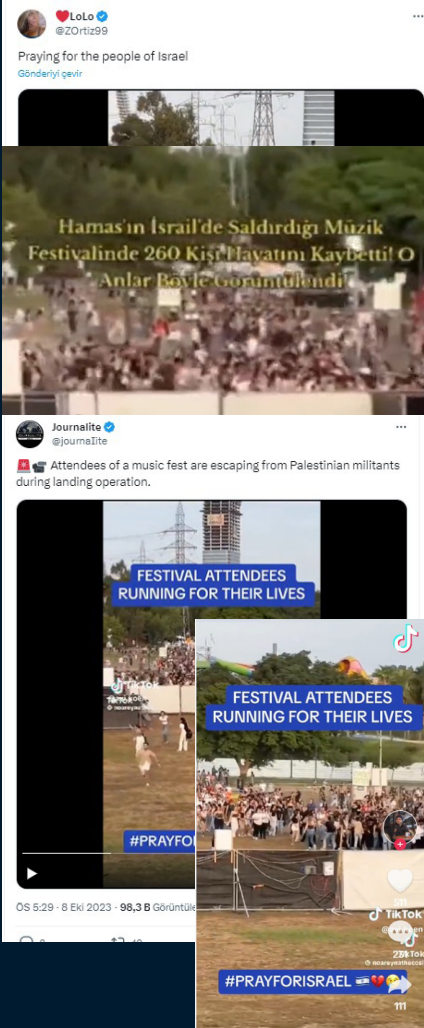 ❤️LoLo
@ZOrtiz99
Praying for the people of Israel
Gönderiyi çevir
Hamas'ın İsrail'de Saldırdığı Müzik
Festivalinde 260 Kişi Hayatını Kaybetti! O
Anlar Böyle Görüntülendi!
Journalite
@journaIite
🚨📹 Attendees of a music fest are escaping from Palestinian militants
during landing operation.
FESTIVAL ATTENDEES
RUNNING FOR THEIR LIVES
TikTok
#PRAYFOR
ÖS 5:29 · 8 Eki 2023 · 98,3 B Görüntüle
FESTIVAL ATTENDEES
RUNNING FOR THEIR LIVES
TikTok
#PRAYFORISRAEL 🇮🇱💔😢
111